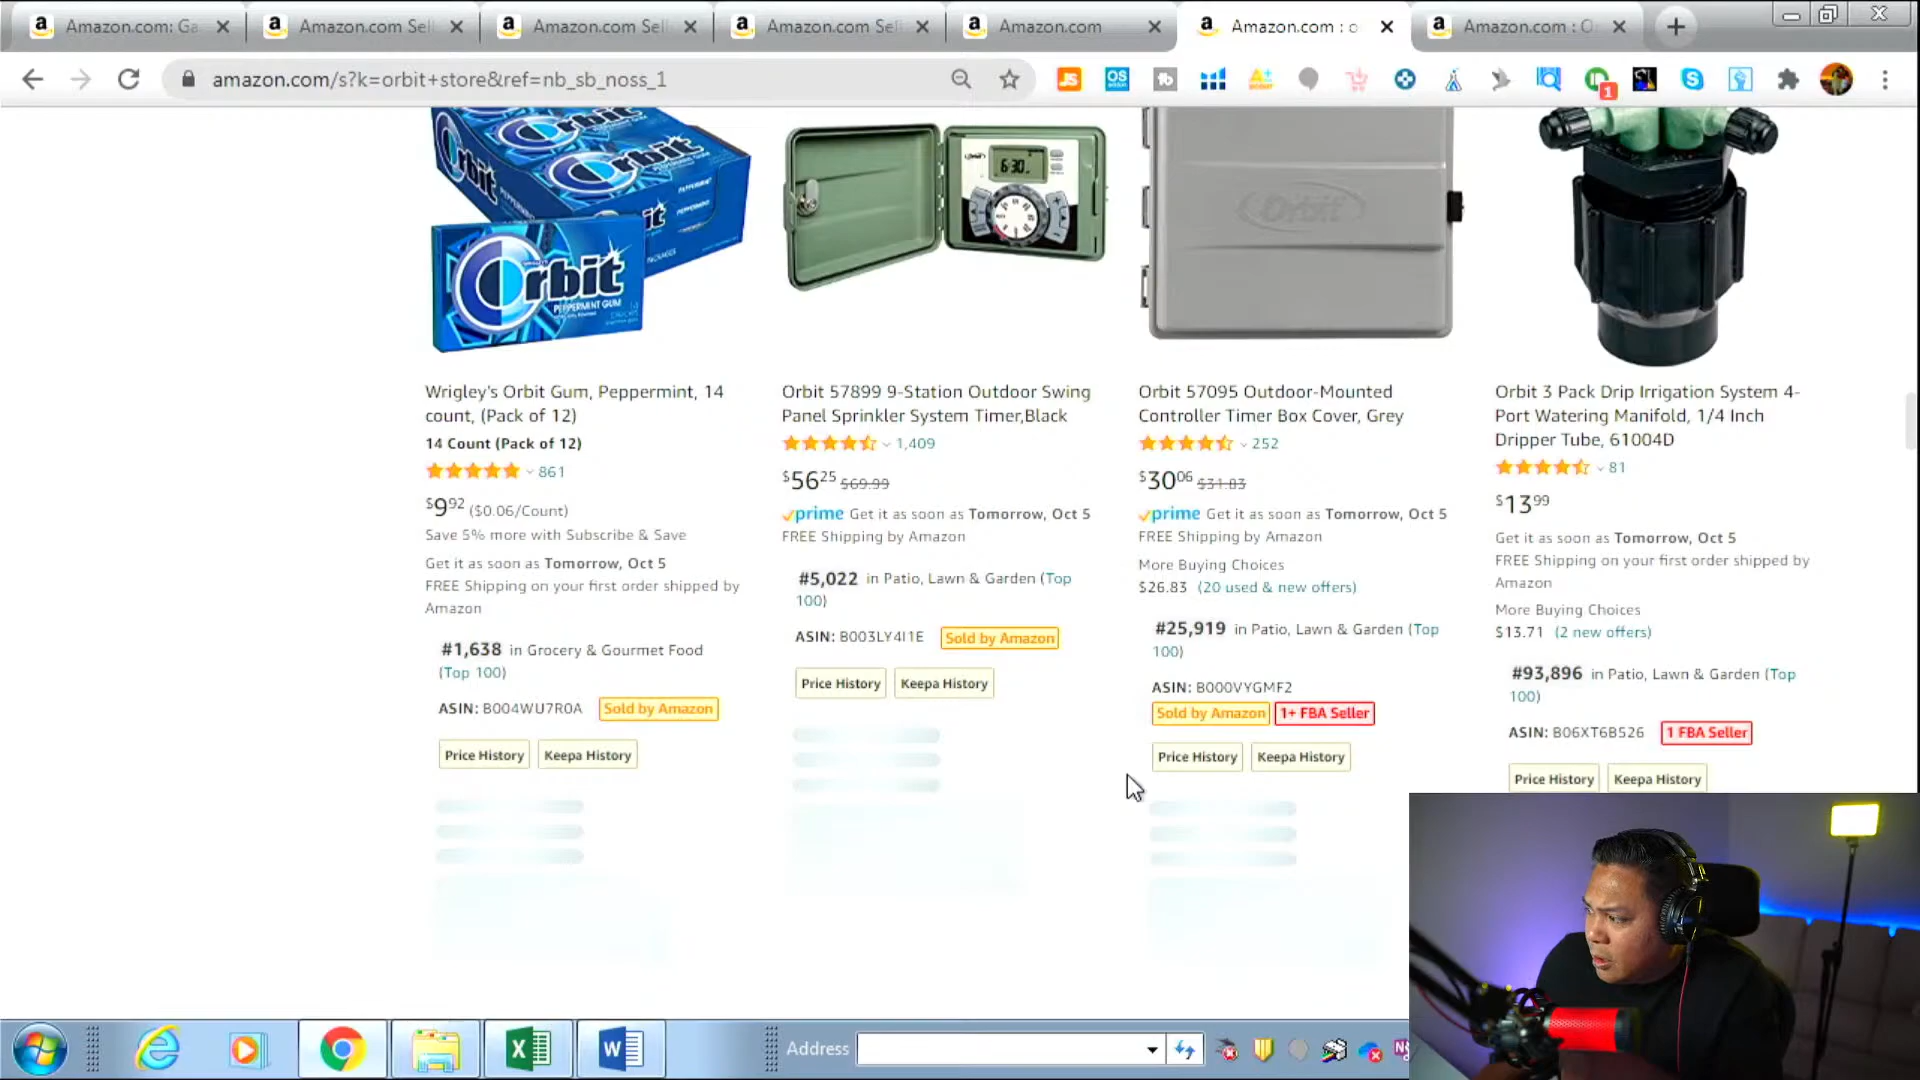 Amazon.com: Ga
Amazon.com Sel
Amazon.com Sel
Amazon.com Sel
Amazon.com
Amazon.com : o
Amazon.com : O
amazon.com/s?k=orbit+store&ref=nb_sb_noss_1
JS
OS
1
Orbit
Orbit
Orbit
PEPPERMINT GUM
6:30
Orbit
Wrigley's Orbit Gum, Peppermint, 14
count, (Pack of 12)
14 Count (Pack of 12)
861
$9.92 ($0.06/Count)
Save 5% more with Subscribe & Save
Get it as soon as Tomorrow, Oct 5
FREE Shipping on your first order shipped by
Amazon
#1,638 in Grocery & Gourmet Food
(Top 100)
ASIN: B004WU7R0A Sold by Amazon
Price History Keepa History
Orbit 57899 9-Station Outdoor Swing
Panel Sprinkler System Timer,Black
1,409
$56.25 $69.99
prime Get it as soon as Tomorrow, Oct 5
FREE Shipping by Amazon
#5,022 in Patio, Lawn & Garden (Top
100)
ASIN: B003LY4I1E Sold by Amazon
Price History Keepa History
Orbit 57095 Outdoor-Mounted
Controller Timer Box Cover, Grey
252
$30.06 $31.83
prime Get it as soon as Tomorrow, Oct 5
FREE Shipping by Amazon
More Buying Choices
$26.83 (20 used & new offers)
#25,919 in Patio, Lawn & Garden (Top
100)
ASIN: B000VYGMF2
Sold by Amazon 1+ FBA Seller
Price History Keepa History
Orbit 3 Pack Drip Irrigation System 4-
Port Watering Manifold, 1/4 Inch
Dripper Tube, 61004D
81
$13.99
Get it as soon as Tomorrow, Oct 5
FREE Shipping on your first order shipped by
Amazon
More Buying Choices
$13.71 (2 new offers)
#93,896 in Patio, Lawn & Garden (Top
100)
ASIN: B06XT6B526 1 FBA Seller
Price History Keepa History
Address